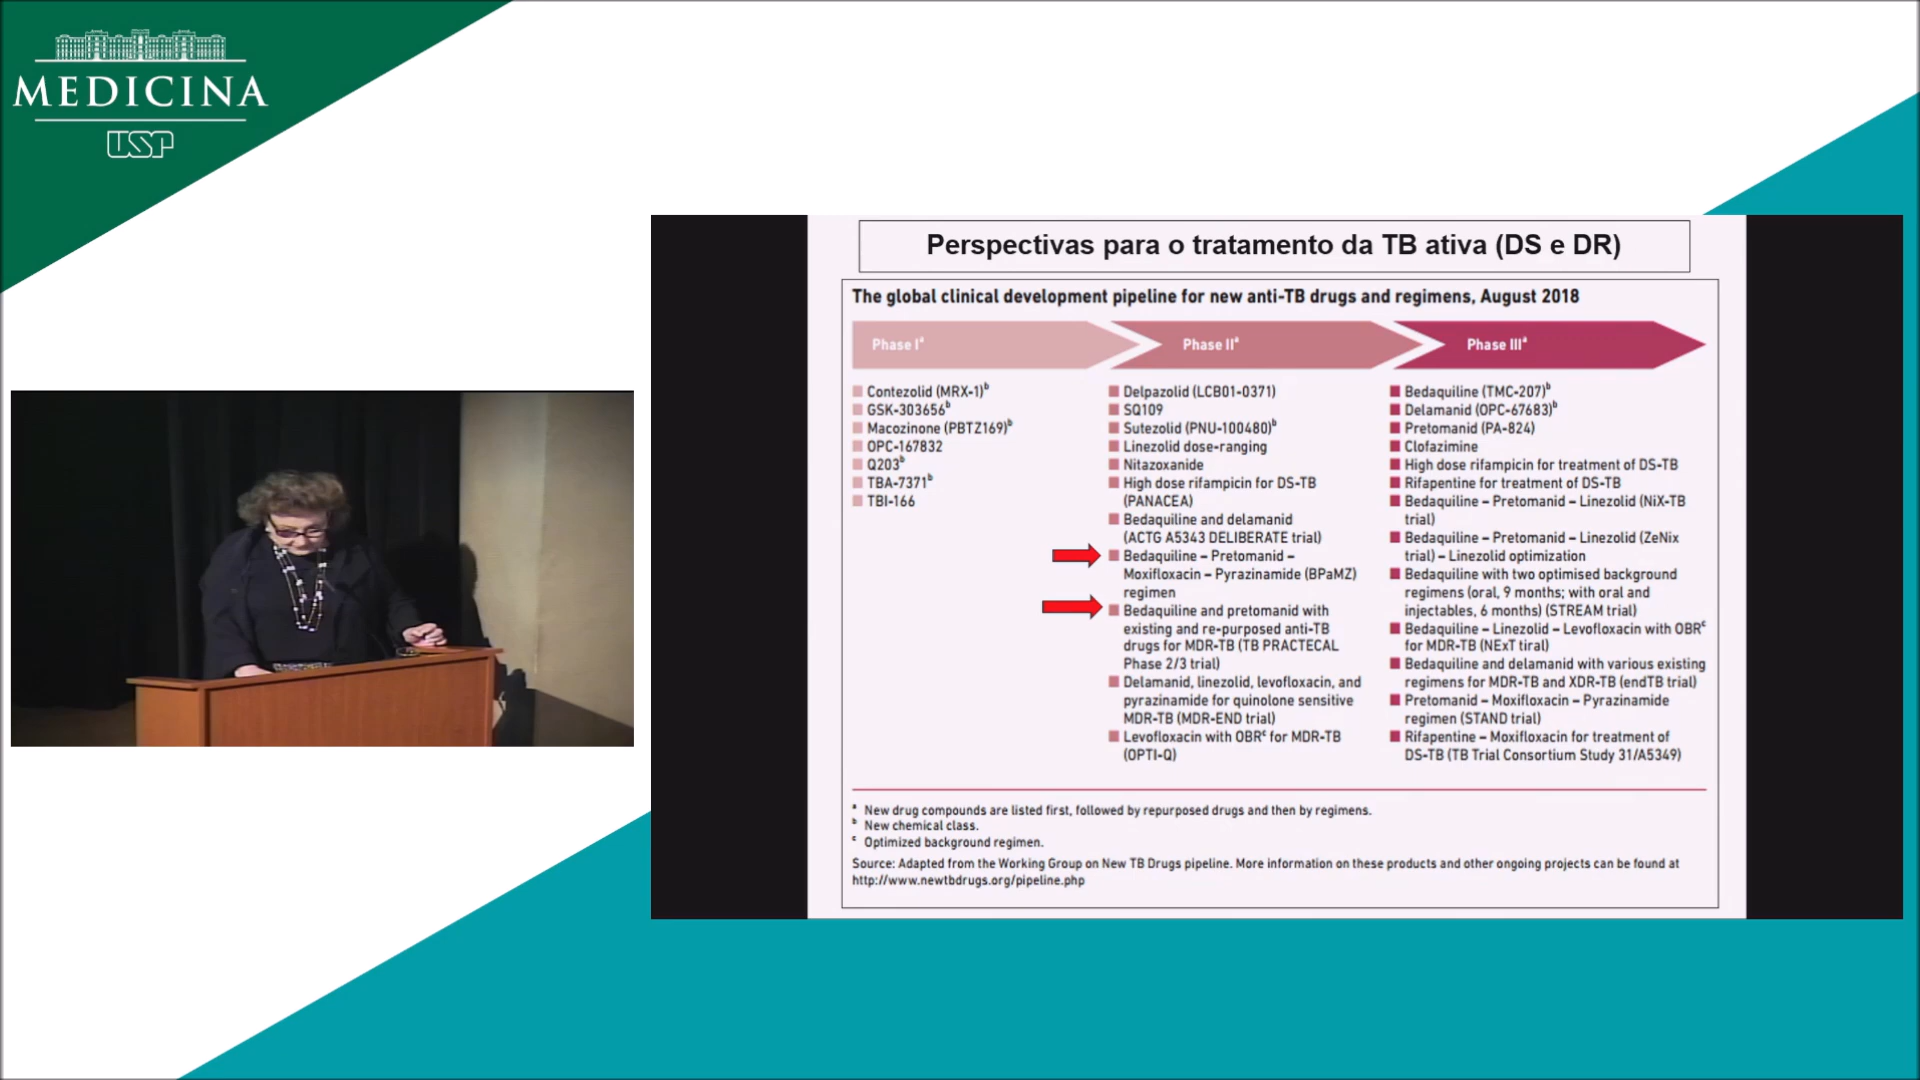 MEDICINA
USP
Perspectivas para o tratamento da TB ativa (DS e DR)
The global clinical development pipeline for new anti-TB drugs and regimens, August 2018
Phase Iᵃ
Contezolid (MRX-1)ᵇ
GSK-303656ᵇ
Macozinone (PBTZ169)ᵇ
OPC-167832
Q203ᵇ
TBA-7371ᵇ
TBI-166
Phase IIᵃ
Delpazolid (LCB01-0371)
SQ109
Sutezolid (PNU-100480)ᵇ
Linezolid dose-ranging
Nitazoxanide
High dose rifampicin for DS-TB
(PANACEA)
Bedaquiline and delamanid
(ACTG A5343 DELIBERATE trial)
Bedaquiline – Pretomanid –
Moxifloxacin – Pyrazinamide (BPaMZ)
regimen
Bedaquiline and pretomanid with
existing and re-purposed anti-TB
drugs for MDR-TB (TB PRACTECAL
Phase 2/3 trial)
Delamanid, linezolid, levofloxacin, and
pyrazinamide for quinolone sensitive
MDR-TB (MDR-END trial)
Levofloxacin with OBRᶜ for MDR-TB
(OPTI-Q)
Phase IIIᵃ
Bedaquiline (TMC-207)ᵇ
Delamanid (OPC-67683)ᵇ
Pretomanid (PA-824)
Clofazimine
High dose rifampicin for treatment of DS-TB
Rifapentine for treatment of DS-TB
Bedaquiline – Pretomanid – Linezolid (NiX-TB
trial)
Bedaquiline – Pretomanid – Linezolid (ZeNix
trial) – Linezolid optimization
Bedaquiline with two optimised background
regimens (oral, 9 months; with oral and
injectables, 6 months) (STREAM trial)
Bedaquiline – Linezolid – Levofloxacin with OBRᶜ
for MDR-TB (NExT tiral)
Bedaquiline and delamanid with various existing
regimens for MDR-TB and XDR-TB (endTB trial)
Pretomanid – Moxifloxacin – Pyrazinamide
regimen (STAND trial)
Rifapentine – Moxifloxacin for treatment of
DS-TB (TB Trial Consortium Study 31/A5349)
ᵃ New drug compounds are listed first, followed by repurposed drugs and then by regimens.
ᵇ New chemical class.
ᶜ Optimized background regimen.
Source: Adapted from the Working Group on New TB Drugs pipeline. More information on these products and other ongoing projects can be found at
http://www.newtbdrugs.org/pipeline.php